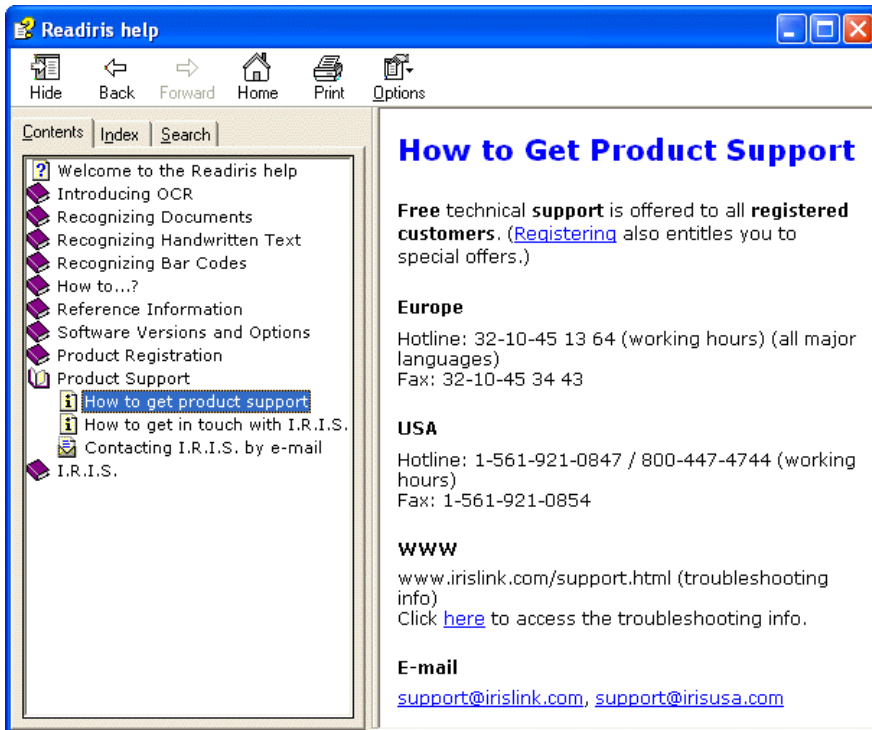 Readiris help
Hide Back Forward Home Print Options
Contents Index Search
Welcome to the Readiris help
Introducing OCR
Recognizing Documents
Recognizing Handwritten Text
Recognizing Bar Codes
How to...?
Reference Information
Software Versions and Options
Product Registration
Product Support
How to get product support
How to get in touch with I.R.I.S.
Contacting I.R.I.S. by e-mail
I.R.I.S.
How to Get Product Support
Free technical support is offered to all registered
customers. (Registering also entitles you to
special offers.)
Europe
Hotline: 32-10-45 13 64 (working hours) (all major
languages)
Fax: 32-10-45 34 43
USA
Hotline: 1-561-921-0847 / 800-447-4744 (working
hours)
Fax: 1-561-921-0854
WWW
www.irislink.com/support.html (troubleshooting
info)
Click here to access the troubleshooting info.
E-mail
support@irislink.com, support@irisusa.com